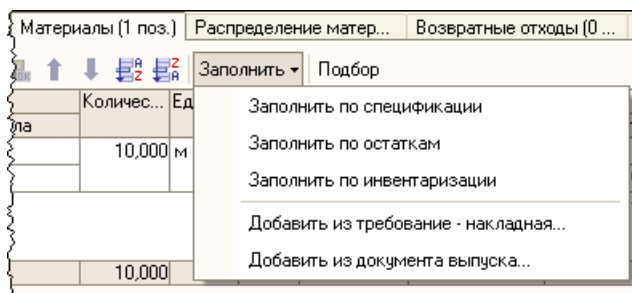 Материалы (1 поз.) Распределение матер... Возвратные отходы (0 ...
Заполнить Подбор
Количес... Ед
ла
Заполнить по спецификации
10,000 м
Заполнить по остаткам
Заполнить по инвентаризации
Добавить из требование - накладная...
Добавить из документа выпуска...
10,000